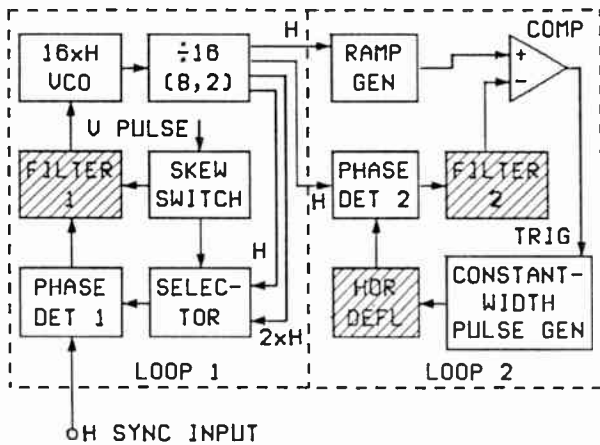 16xH
VCO
÷16
(8,2)
H
RAMP
GEN
COMP
+
−
V PULSE
FILTER
1
SKEW
SWITCH
PHASE
DET 2
FILTER
2
H
H
TRIG
PHASE
DET 1
SELEC-
TOR
2xH
HOR
DEFL
CONSTANT-
WIDTH
PULSE GEN
LOOP 1
LOOP 2
H SYNC INPUT